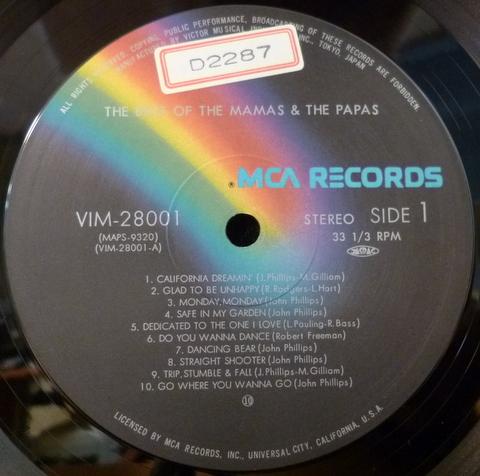 ALL RIGHTS RESERVED. COPYING, PUBLIC PERFORMANCE, BROADCASTING OF THESE RECORDS ARE FORBIDDEN.
MANUFACTURED BY VICTOR MUSICAL INC., TOKYO, JAPAN
D2287
THE OF THE MAMAS & THE PAPAS
® MCA RECORDS
VIM-28001
(MAPS-9320)
(VIM-28001-A)
STEREO SIDE 1
33 1/3 RPM
1. CALIFORNIA DREAMIN' (J.Phillips-M.Gilliam)
2. GLAD TO BE UNHAPPY (R.Rodgers-L.Hart)
3. MONDAY, MONDAY (John Phillips)
4. SAFE IN MY GARDEN (John Phillips)
5. DEDICATED TO THE ONE I LOVE (L.Pauling-R.Bass)
6. DO YOU WANNA DANCE (Robert Freeman)
7. DANCING BEAR (John Phillips)
8. STRAIGHT SHOOTER (John Phillips)
9. TRIP, STUMBLE & FALL (J.Phillips-M.Gilliam)
10. GO WHERE YOU WANNA GO (John Phillips)
⑩
LICENSED BY MCA RECORDS, INC., UNIVERSAL CITY, CALIFORNIA, U.S.A.